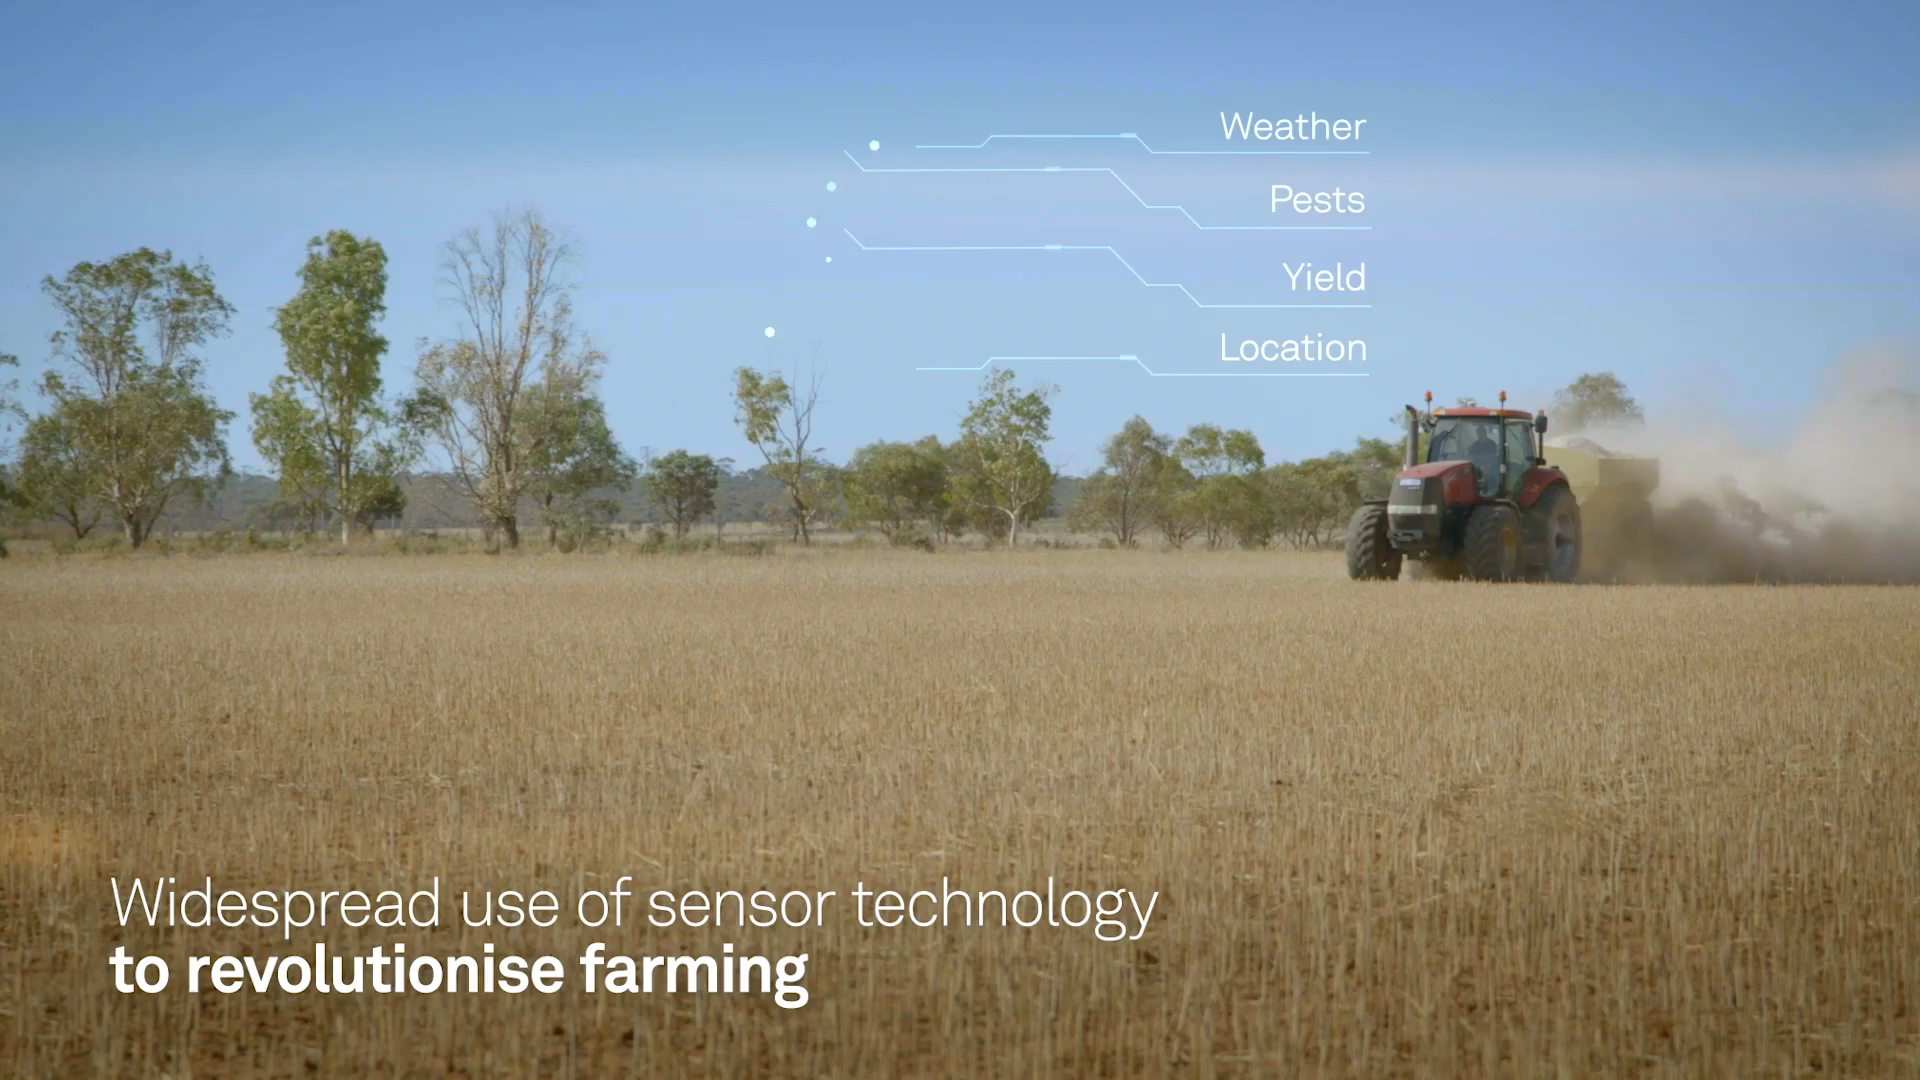 Weather
Pests
Yield
Location
Widespread use of sensor technology
to revolutionise farming